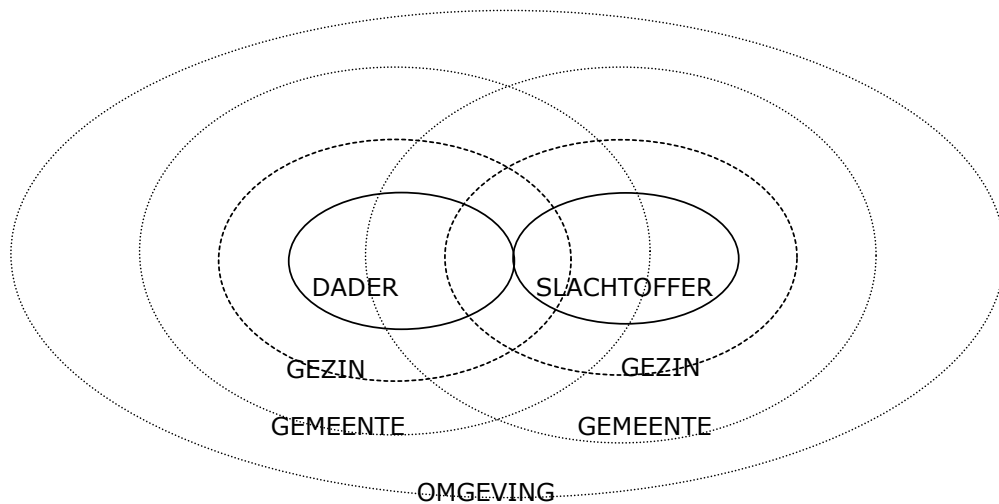 DADER
SLACHTOFFER
GEZIN
GEZIN
GEMEENTE
GEMEENTE
OMGEVING